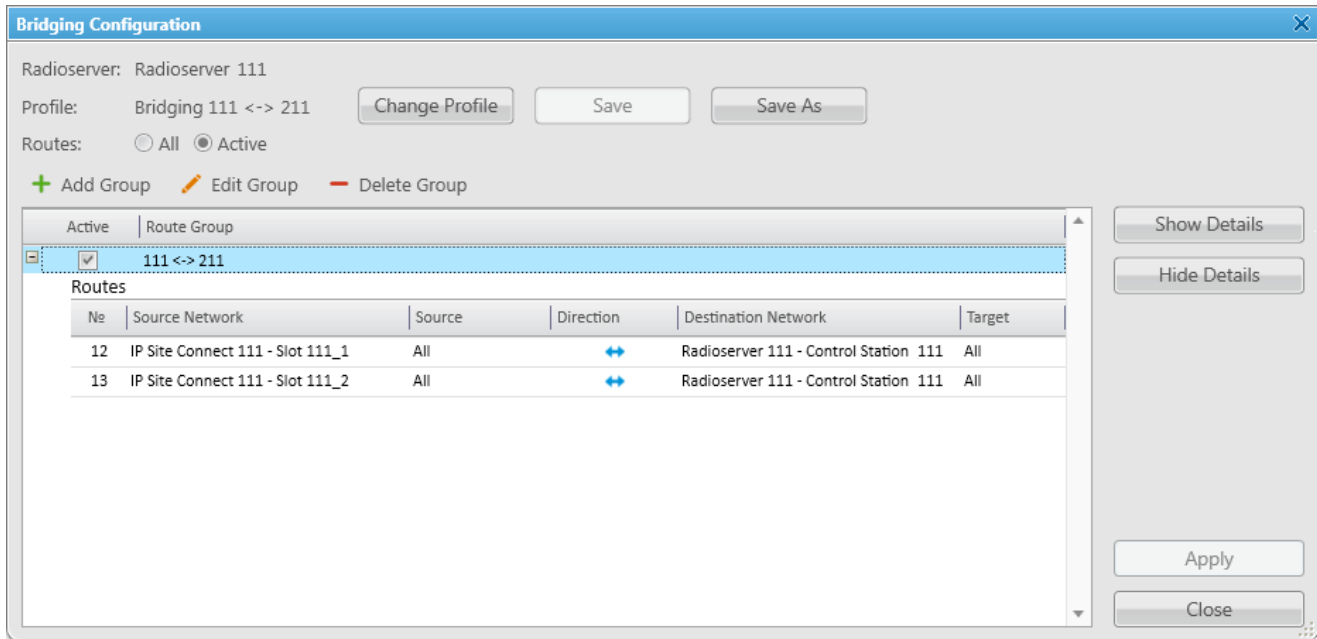 Bridging Configuration
Radioserver: Radioserver 111
Profile: Bridging 111 <-> 211 Change Profile Save Save As
Routes: All Active
Add Group Edit Group Delete Group
Active Route Group Show Details
111 <-> 211
Hide Details
Routes
№ Source Network Source Direction Destination Network Target
12 IP Site Connect 111 - Slot 111_1 All Radioserver 111 - Control Station 111 All
13 IP Site Connect 111 - Slot 111_2 All Radioserver 111 - Control Station 111 All
Apply
Close